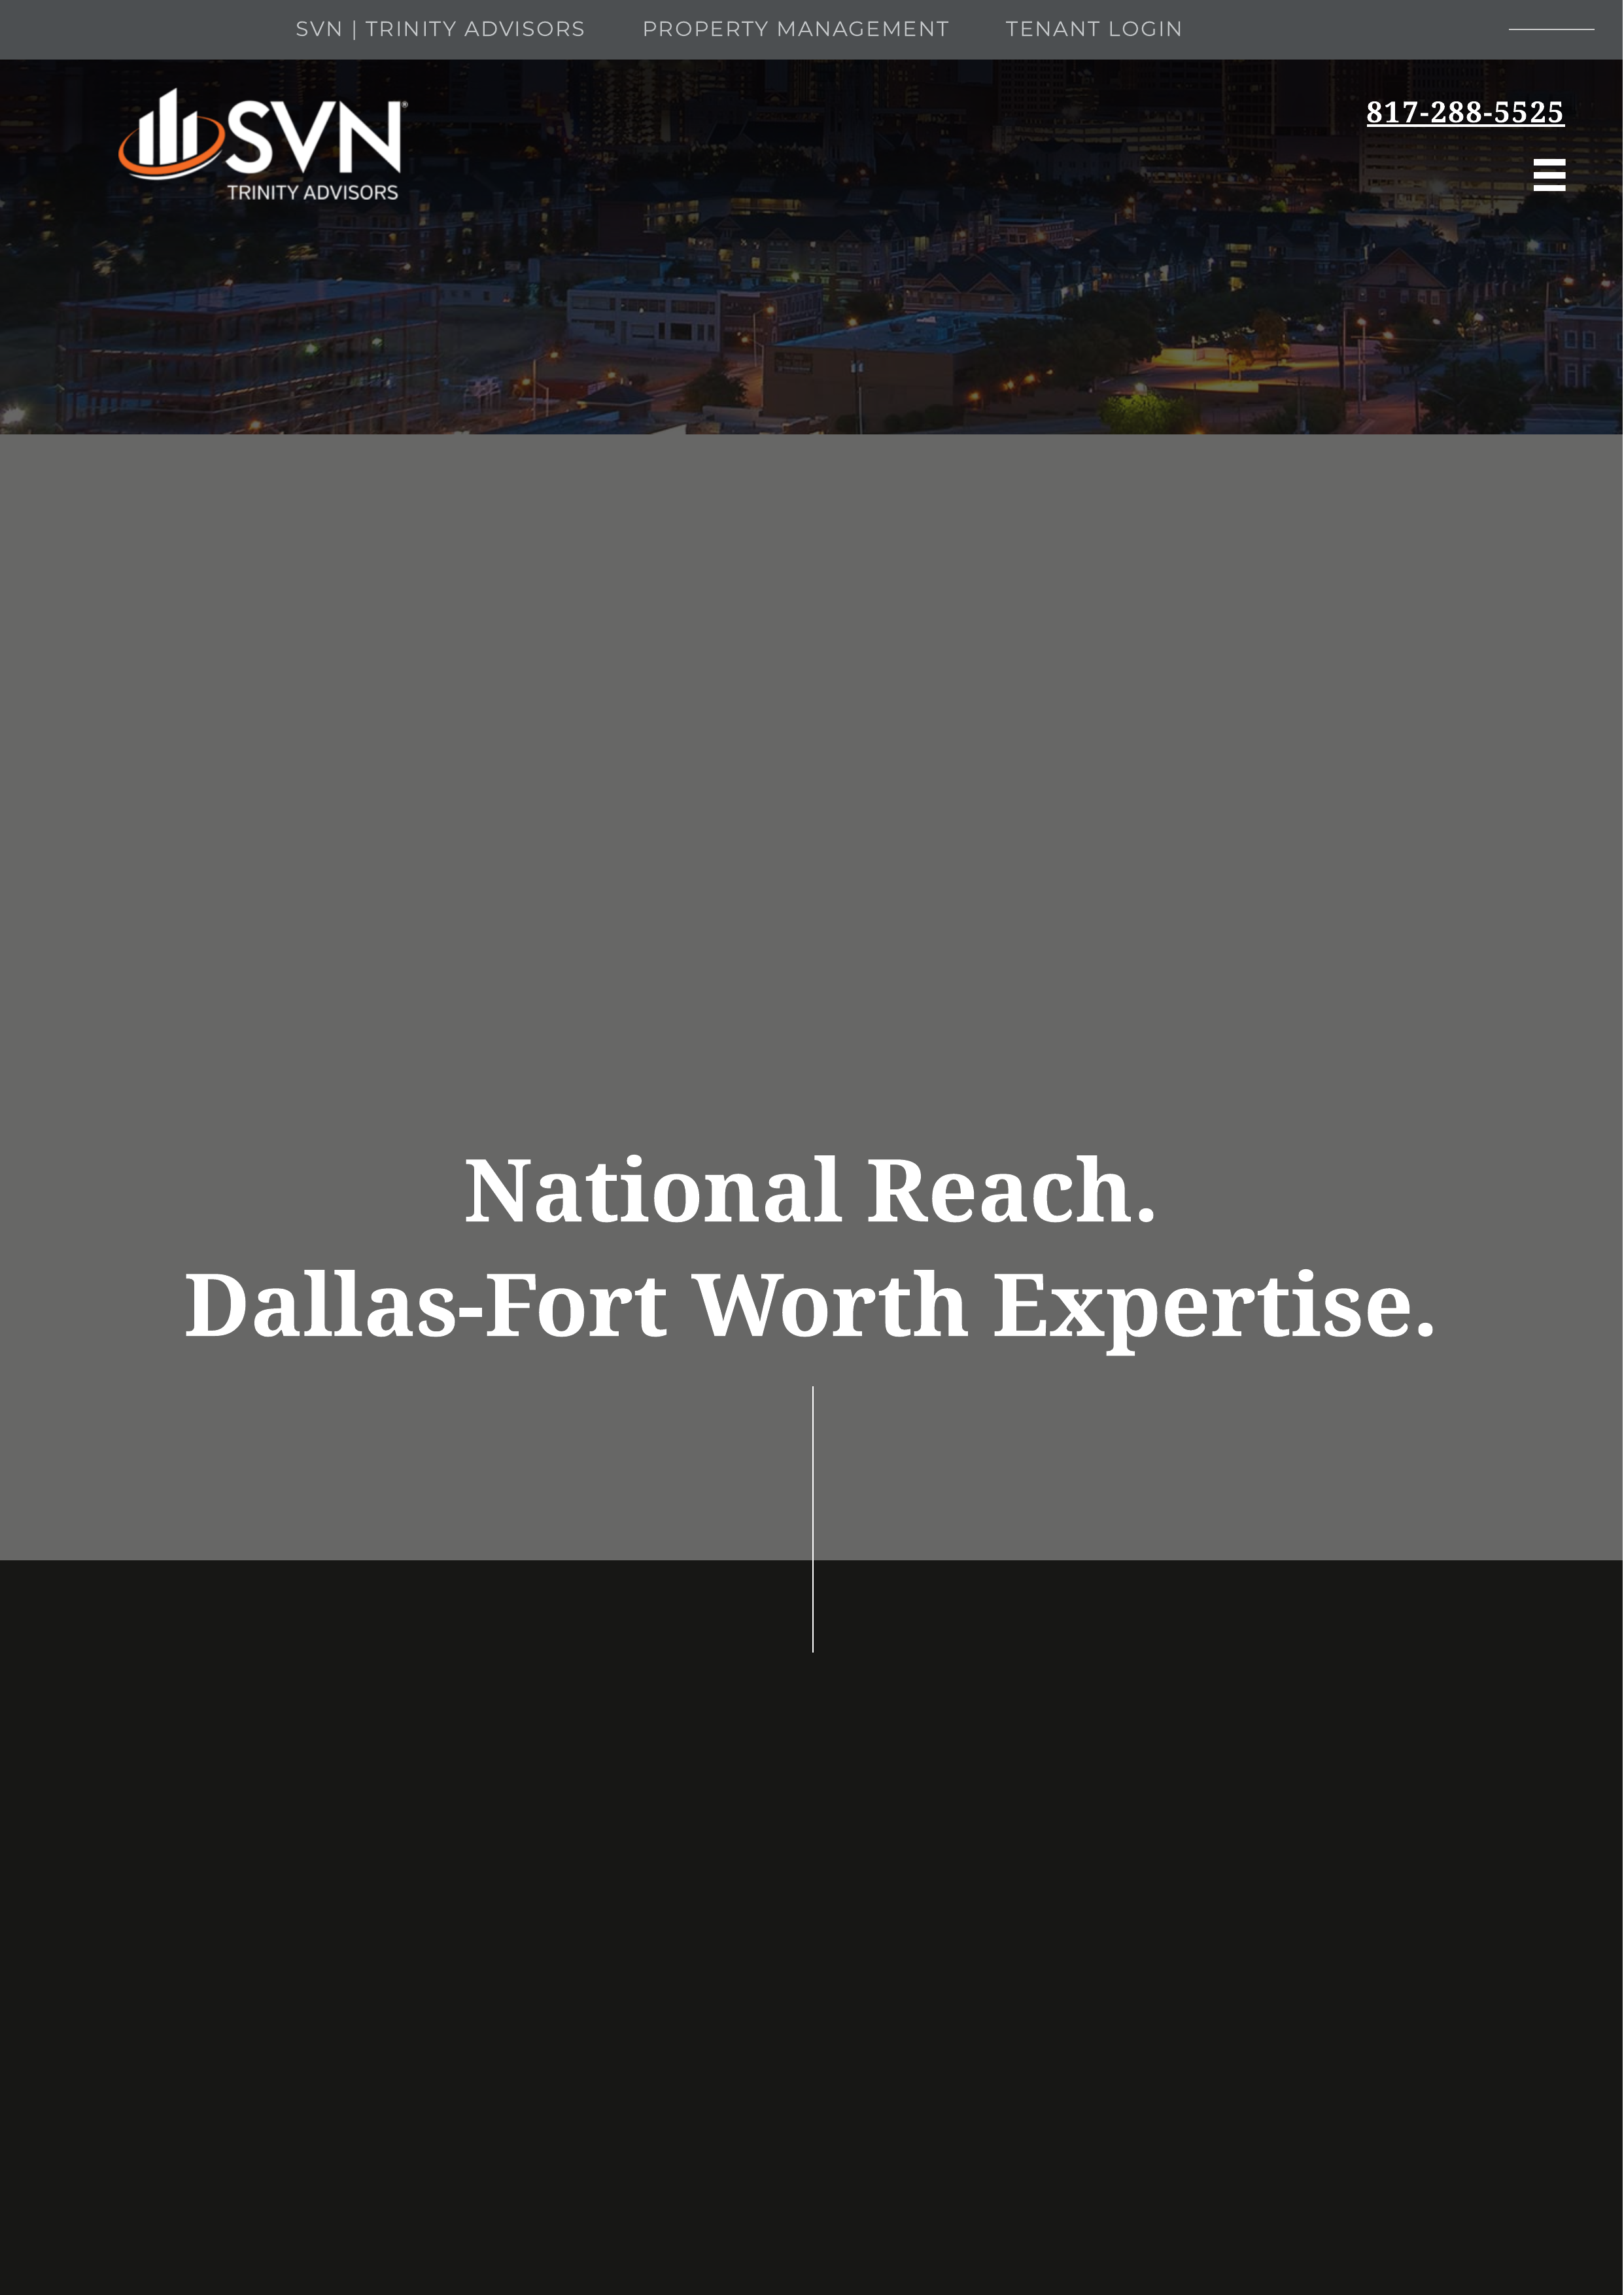 SVN | TRINITY ADVISORS PROPERTY MANAGEMENT TENANT LOGIN
SVN®
TRINITY ADVISORS
817-288-5525
National Reach.
Dallas-Fort Worth Expertise.